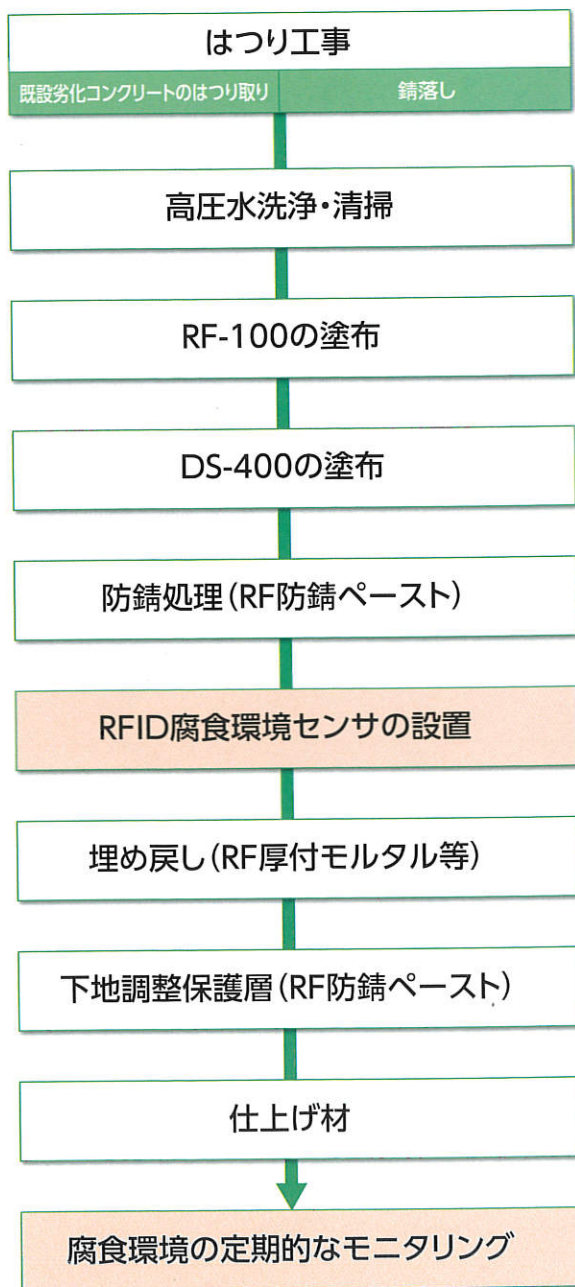 はつり工事
既設劣化コンクリートのはつり取り
錆落し
高圧水洗浄・清掃
RF-100の塗布
DS-400の塗布
防錆処理(RF防錆ペースト)
RFID腐食環境センサの設置
埋め戻し(RF厚付モルタル等)
下地調整保護層(RF防錆ペースト)
仕上げ材
腐食環境の定期的なモニタリング